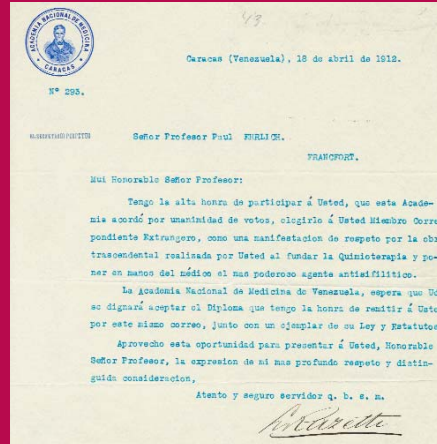 43.
ACADEMIA NACIONAL DE MEDICINA
CARACAS
Caracas (Venezuela), 18 de abril de 1912.
Nº 293.
Señor Profesor Paul EHRLICH.
FRANCFORT.
Mui Honorable Señor Profesor:
Tengo la alta honra de participar á Usted, que esta Acade-
mia acordó por unanimidad de votos, elegirlo á Usted Miembro Corre
pondiente Extrangero, como una manifestacion de respeto por la obr
trascendental realizada por Usted al fundar la Quimioterapia y po-
ner en manos del médico el mas poderoso agente antisifilitico.
La Academia Nacional de Medicina de Venezuela, espera que Ud
se dignará aceptar el Diploma que tengo la honra de remitir á Uste
por este mismo correo, junto con un ejemplar de su Ley y Estatutos
Aprovecho esta oportunidad para presentar á Usted, Honorable
Señor Profesor, la expresion de mi mas profundo respeto y distin-
guida consideracion,
Atento y seguro servidor q. b. s. m.
L. Razetti